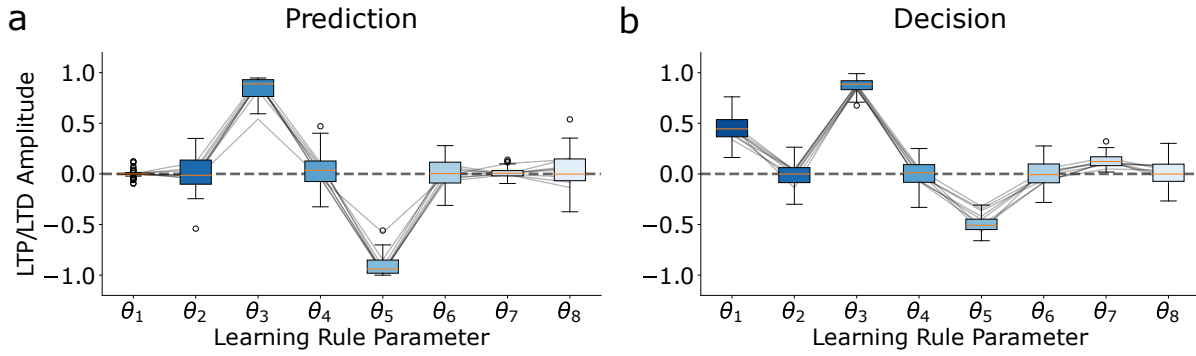 a
Prediction
LTP/LTD Amplitude
1.0
0.5
0.0
−0.5
−1.0
θ1 θ2 θ3 θ4 θ5 θ6 θ7 θ8
Learning Rule Parameter
b
Decision
1.0
0.5
0.0
−0.5
−1.0
θ1 θ2 θ3 θ4 θ5 θ6 θ7 θ8
Learning Rule Parameter